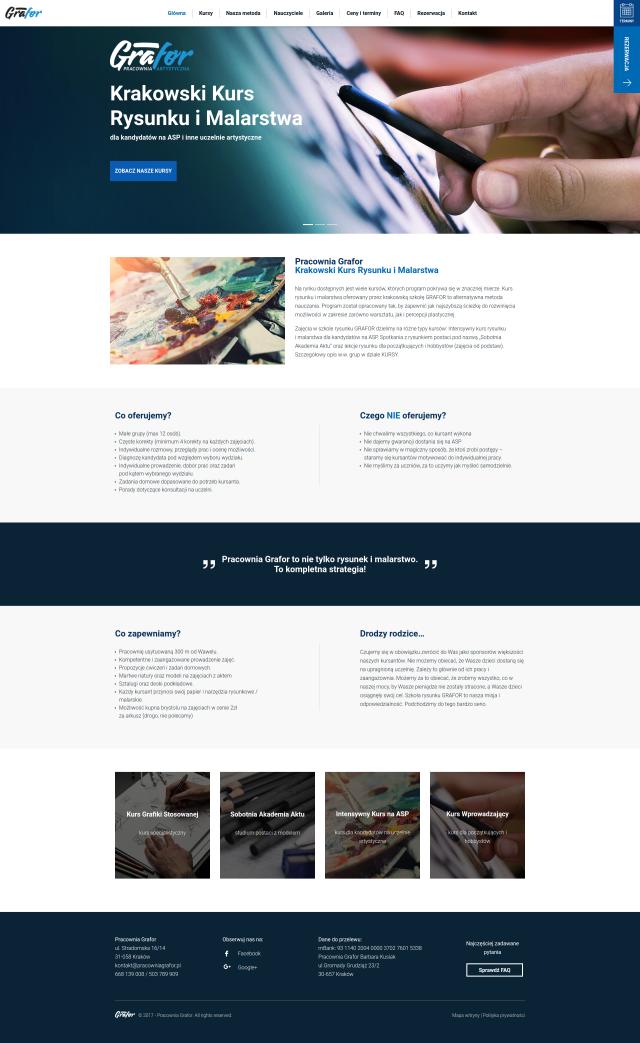 Grafor
Główna
Kursy
Nasza metoda
Nauczyciele
Galeria
Ceny i terminy
FAQ
Rezerwacja
Kontakt
TERMINY
REZERWACJA
Grafor
PRACOWNIA ARTYSTYCZNA
Krakowski Kurs
Rysunku i Malarstwa
dla kandydatów na ASP i inne uczelnie artystyczne
ZOBACZ NASZE KURSY
Pracownia Grafor
Krakowski Kurs Rysunku i Malarstwa
Na rynku dostępnych jest wiele kursów, których program pokrywa się w znacznej mierze. Kurs
rysunku i malarstwa oferowany przez krakowską szkołę GRAFOR to alternatywna metoda
nauczania. Program został opracowany tak, by zapewnić jak najszybszą ścieżkę do rozwinięcia
możliwości w zakresie zarówno warsztatu, jak i percepcji plastycznej.
Zajęcia w szkole rysunku GRAFOR dzielimy na różne typy kursów: Intensywny kurs rysunku
i malarstwa dla kandydatów na ASP, Spotkania z rysunkiem postaci pod nazwą „Sobotnia
Akademia Aktu” oraz lekcje rysunku dla początkujących i hobbystów (zajęcia od podstaw).
Szczegółowy opis w.w. grup w dziale KURSY.
Co oferujemy?
Małe grupy (max 12 osób).
Częste korekty (minimum 4 korekty na każdych zajęciach).
Indywidualne rozmowy, przeglądy prac i ocenę możliwości.
Diagnozę kandydata pod względem wyboru wydziału.
Indywidualne prowadzenie, dobór prac oraz zadań
pod kątem wybranego wydziału.
Zadania domowe dopasowane do potrzeb kursanta.
Porady dotyczące konsultacji na uczelni.
Czego NIE oferujemy?
Nie chwalimy wszystkiego, co kursant wykona
Nie dajemy gwarancji dostania się na ASP
Nie sprawiamy w magiczny sposób, że ktoś zrobi postępy –
staramy się kursantów motywować do indywidualnej pracy.
Nie myślimy za uczniów, za to uczymy jak myśleć samodzielnie.
Pracownia Grafor to nie tylko rysunek i malarstwo.
To kompletna strategia!
Co zapewniamy?
Pracownię usytuowaną 300 m od Wawelu.
Kompetentne i zaangażowane prowadzenie zajęć.
Propozycje ćwiczeń i zadań domowych.
Martwe natury oraz modeli na zajęciach z aktem
Sztalugi oraz deski podkładowe.
Każdy kursant przynosi swój papier i narzędzia rysunkowe /
malarskie.
Możliwość kupna brystolu na zajęciach w cenie 2zł
za arkusz (drogo, nie polecamy)
Drodzy rodzice...
Czujemy się w obowiązku zwrócić do Was jako sponsorów większości
naszych kursantów. Nie możemy obiecać, że Wasze dzieci dostaną się
na upragnioną uczelnię. Zależy to głównie od ich pracy i
zaangażowania. Możemy za to obiecać, że zrobimy wszystko, co w
naszej mocy, by Wasze pieniądze nie zostały stracone, a Wasze dzieci
osiągnęły swój cel. Szkoła rysunku GRAFOR to nasza misja i
odpowiedzialność. Podchodzimy do tego bardzo serio.
Kurs Grafiki Stosowanej
kurs specjalistyczny
Sobotnia Akademia Aktu
studium postaci z modelem
Intensywny Kurs na ASP
kurs dla kandydatów na uczelnie
artystyczne
Kurs Wprowadzający
kurs dla początkujących i
hobbystów
Pracownia Grafor
ul. Stradomska 16/14
31-058 Kraków
kontakt@pracowniagrafor.pl
668 139 008 / 503 789 909
Obserwuj nas na:
Facebook
Google+
Dane do przelewu:
mBank: 93 1140 2004 0000 3702 7601 5338
Pracownia Grafor Barbara Kusiak
ul Gromady Grudziąż 23/2
30-657 Kraków
Najczęściej zadawane
pytania
Sprawdź FAQ
Grafor © 2017 - Pracownia Grafor. All rights reserved.
Mapa witryny | Polityka prywatności